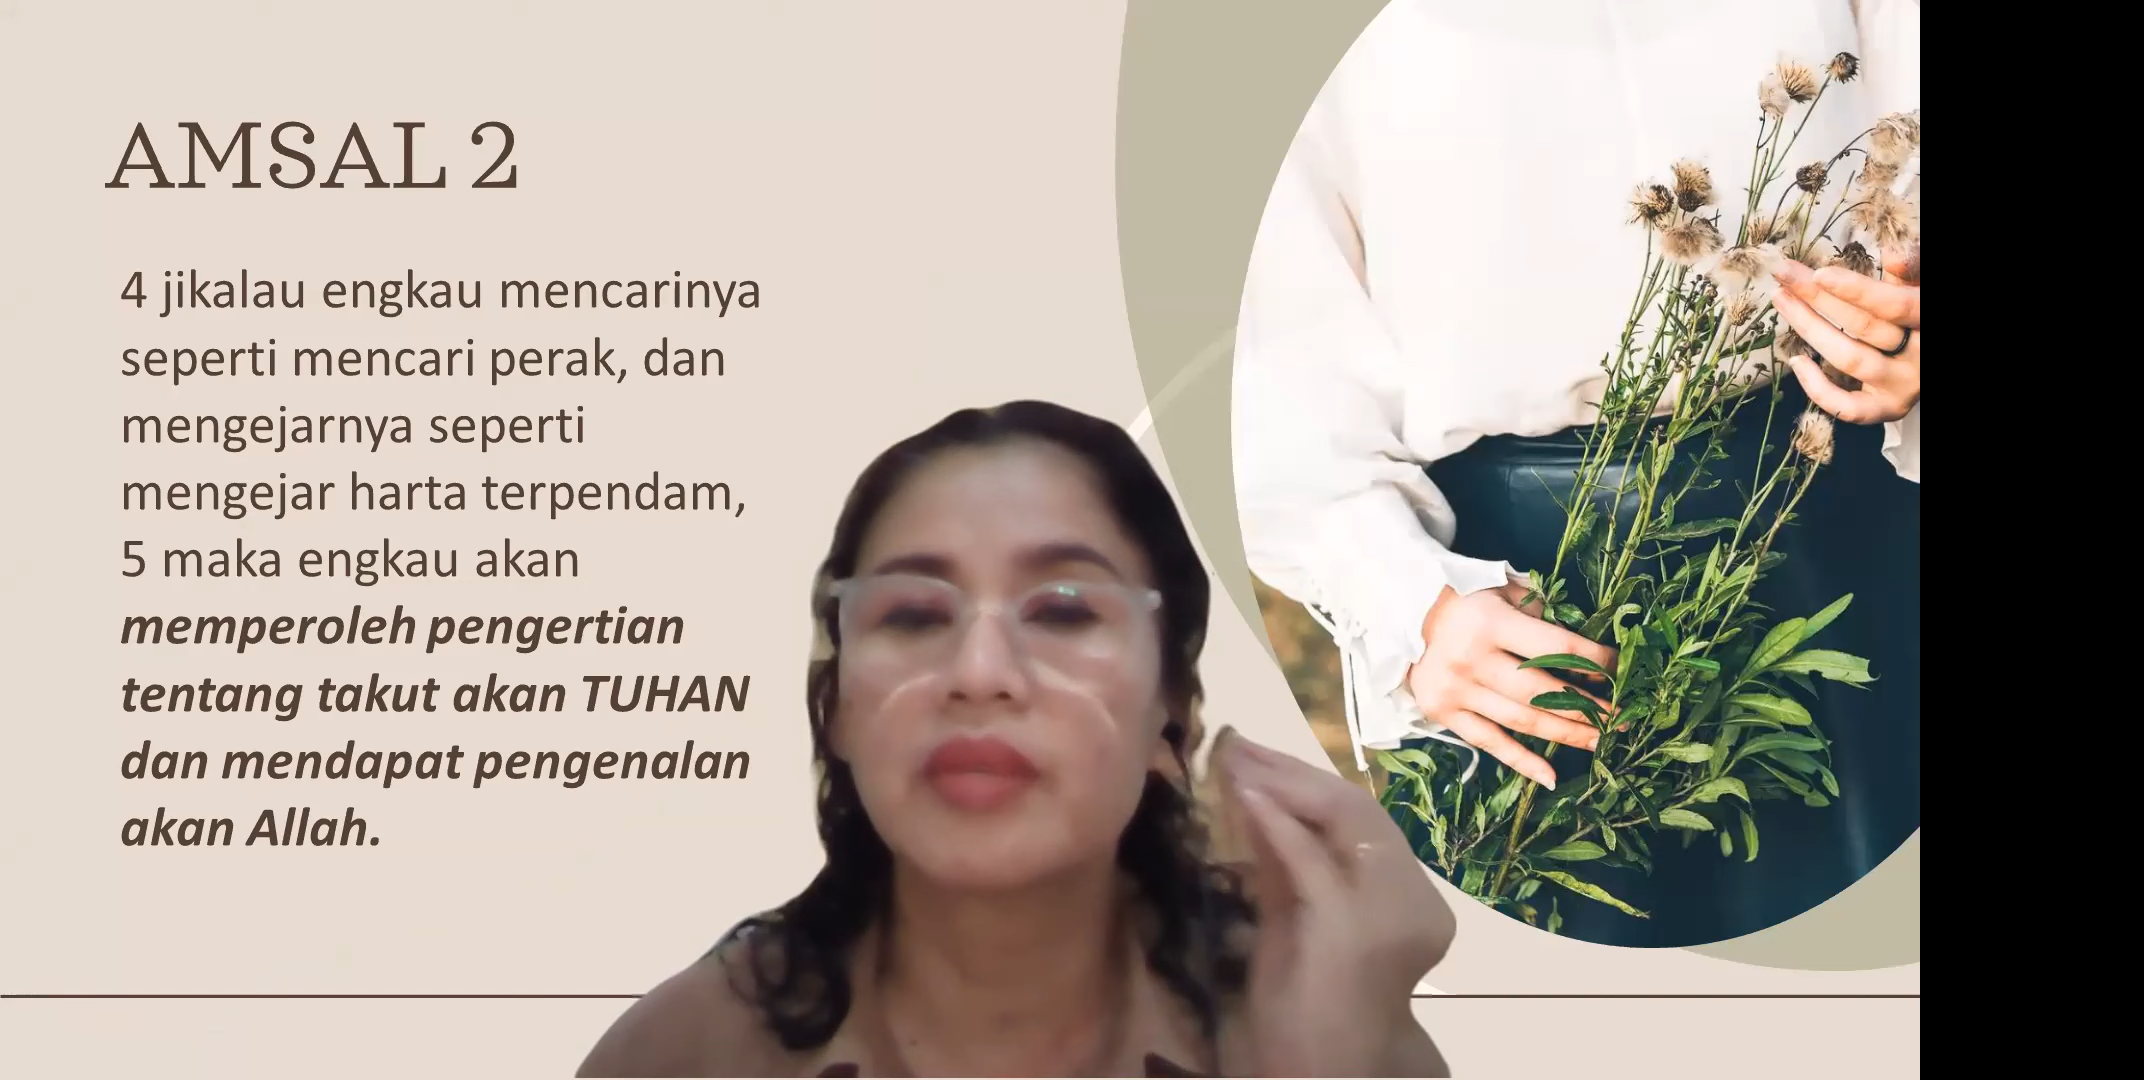 AMSAL 2
4 jikalau engkau mencarinya
seperti mencari perak, dan
mengejarnya seperti
mengejar harta terpendam,
5 maka engkau akan
memperoleh pengertian
tentang takut akan TUHAN
dan mendapat pengenalan
akan Allah.